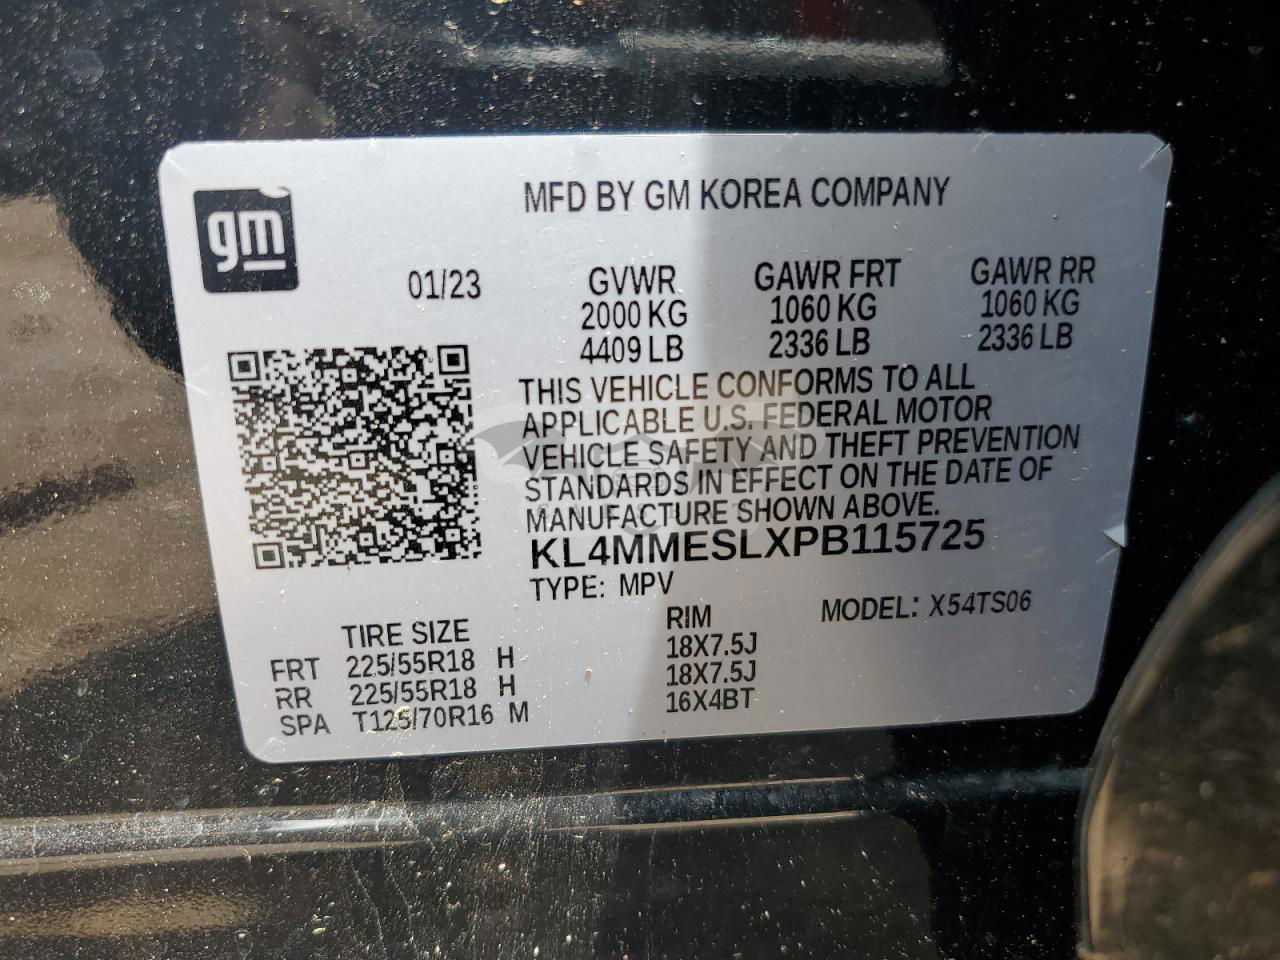 gm
MFD BY GM KOREA COMPANY
01/23
GVWR GAWR FRT GAWR RR
2000 KG 1060 KG 1060 KG
4409 LB 2336 LB 2336 LB
THIS VEHICLE CONFORMS TO ALL
APPLICABLE U.S. FEDERAL MOTOR
VEHICLE SAFETY AND THEFT PREVENTION
STANDARDS IN EFFECT ON THE DATE OF
MANUFACTURE SHOWN ABOVE.
KL4MMESLXPB115725
TYPE: MPV
MODEL: X54TS06
TIRE SIZE RIM
FRT 225/55R18 H 18X7.5J
RR 225/55R18 H 18X7.5J
SPA T125/70R16 M 16X4BT